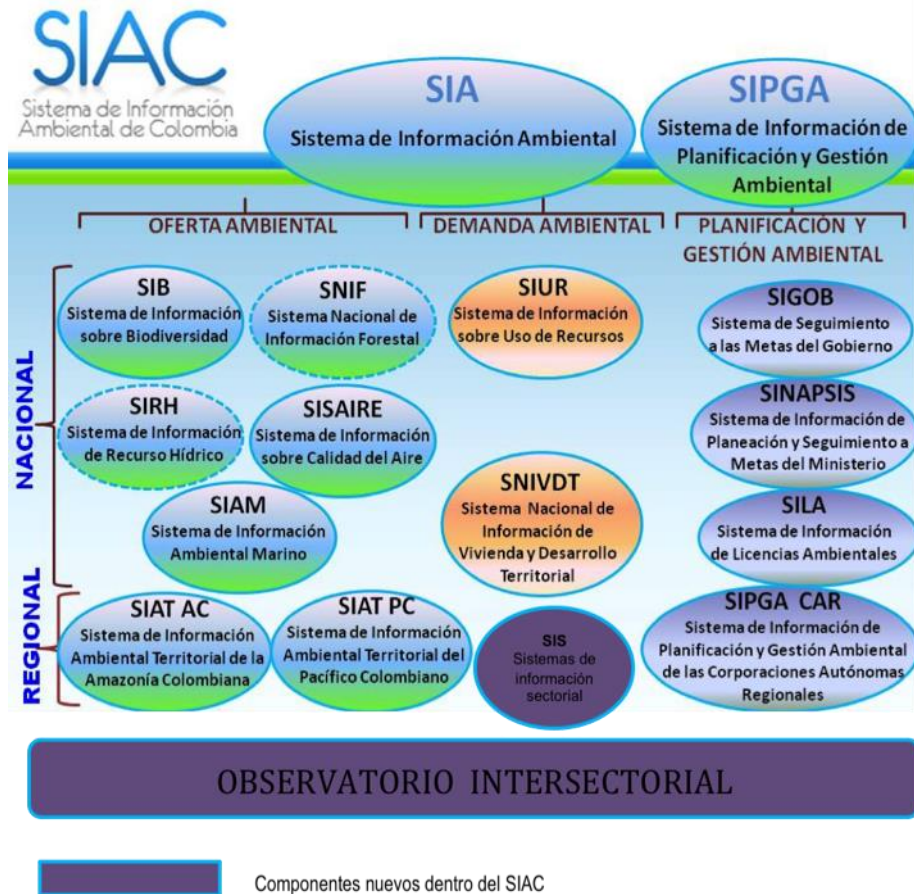 SIAC
Sistema de Información
Ambiental de Colombia
SIA
Sistema de Información Ambiental
SIPGA
Sistema de Información de
Planificación y Gestión
Ambiental
OFERTA AMBIENTAL
DEMANDA AMBIENTAL
PLANIFICACIÓN Y
GESTIÓN AMBIENTAL
NACIONAL
SIB
Sistema de Información
sobre Biodiversidad
SNIF
Sistema Nacional de
Información Forestal
SIUR
Sistema de Información
sobre Uso de Recursos
SIGOB
Sistema de Seguimiento
a las Metas del Gobierno
SIRH
Sistema de Información
de Recurso Hídrico
SISAIRE
Sistema de Información
sobre Calidad del Aire
SINAPSIS
Sistema de Información de
Planeación y Seguimiento a
Metas del Ministerio
SIAM
Sistema de Información
Ambiental Marino
SNIVDT
Sistema Nacional de
Información de
Vivienda y Desarrollo
Territorial
SILA
Sistema de Información
de Licencias Ambientales
REGIONAL
SIAT AC
Sistema de Información
Ambiental Territorial de la
Amazonía Colombiana
SIAT PC
Sistema de Información
Ambiental Territorial del
Pacífico Colombiano
SIS
Sistemas de
información
sectorial
SIPGA CAR
Sistema de Información de
Planificación y Gestión Ambiental
de las Corporaciones Autónomas
Regionales
OBSERVATORIO INTERSECTORIAL
Componentes nuevos dentro del SIAC